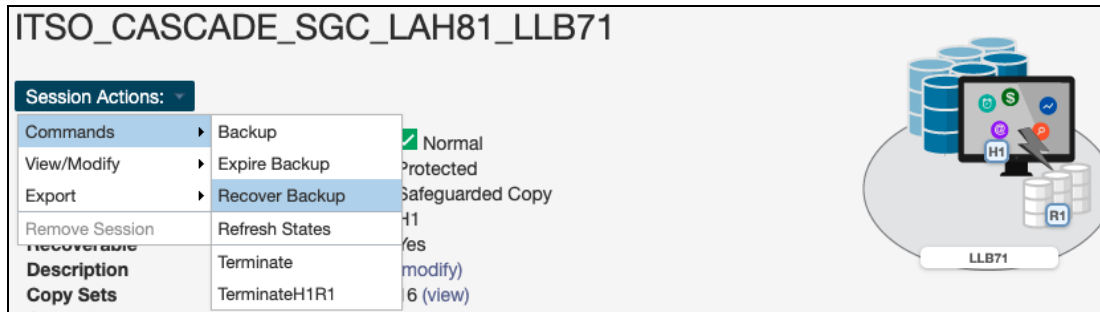 ITSO_CASCADE_SGC_LAH81_LLB71
Session Actions:
Commands
View/Modify
Export
Remove Session
Backup
Expire Backup
Recover Backup
Refresh States
Terminate
TerminateH1R1
Normal
Protected
Safeguarded Copy
H1
Recoverable Yes
Description (modify)
Copy Sets 16 (view)
$
@
H1
R1
LLB71